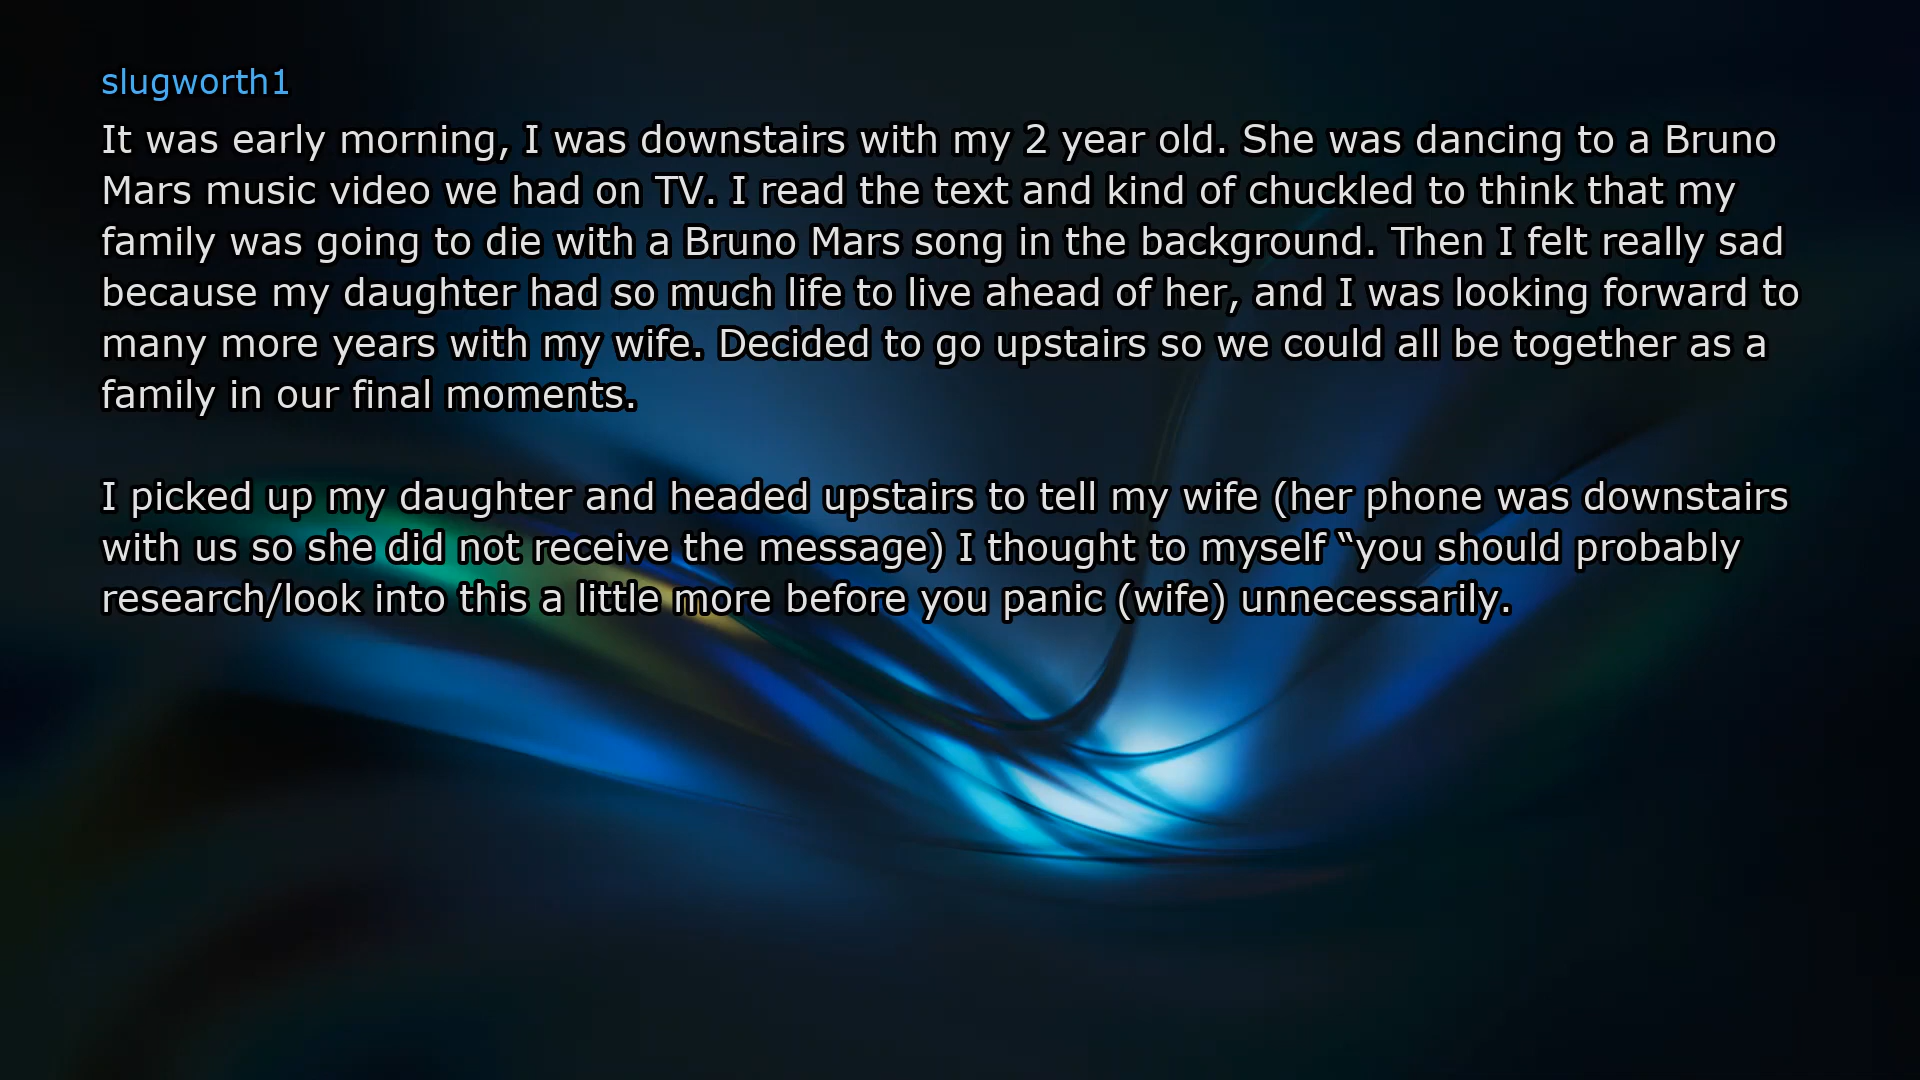 slugworth1
It was early morning, I was downstairs with my 2 year old. She was dancing to a Bruno
Mars music video we had on TV. I read the text and kind of chuckled to think that my
family was going to die with a Bruno Mars song in the background. Then I felt really sad
because my daughter had so much life to live ahead of her, and I was looking forward to
many more years with my wife. Decided to go upstairs so we could all be together as a
family in our final moments.
I picked up my daughter and headed upstairs to tell my wife (her phone was downstairs
with us so she did not receive the message) I thought to myself “you should probably
research/look into this a little more before you panic (wife) unnecessarily.